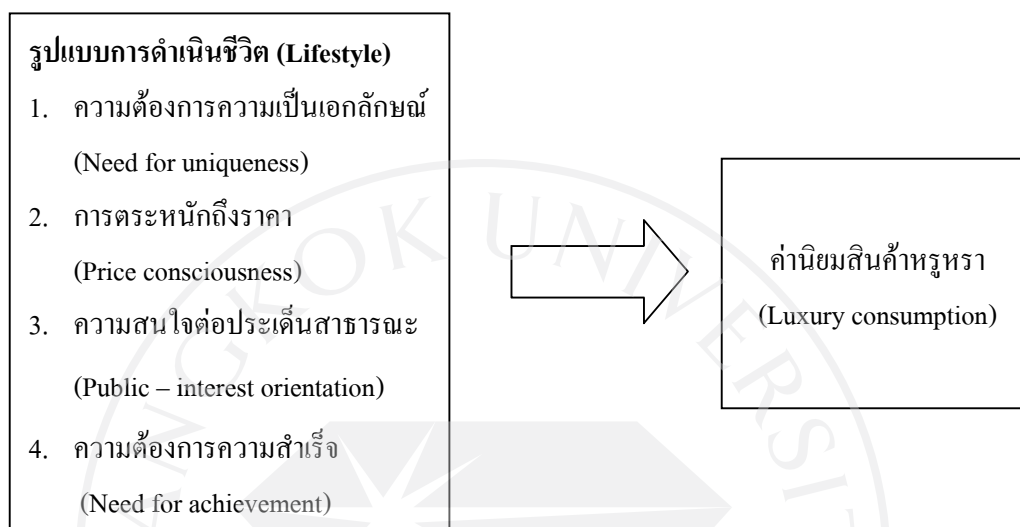 รูปแบบการดำเนินชีวิต (Lifestyle)
1. ความต้องการความเป็นเอกลักษณ์
(Need for uniqueness)
2. การตระหนักถึงราคา
(Price consciousness)
3. ความสนใจต่อประเด็นสาธารณะ
(Public – interest orientation)
4. ความต้องการความสำเร็จ
(Need for achievement)
ค่านิยมสินค้าหรูหรา
(Luxury consumption)
ANGKOK UNIVERSI